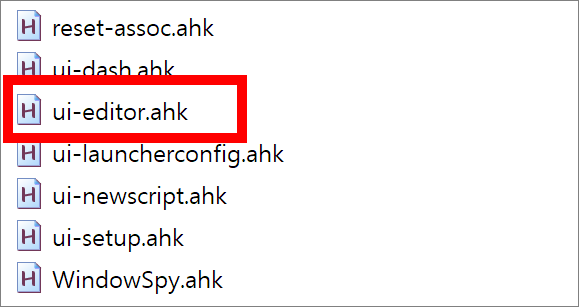 reset-assoc.ahk
ui-dash.ahk
ui-editor.ahk
ui-launcherconfig.ahk
ui-newscript.ahk
ui-setup.ahk
WindowSpy.ahk